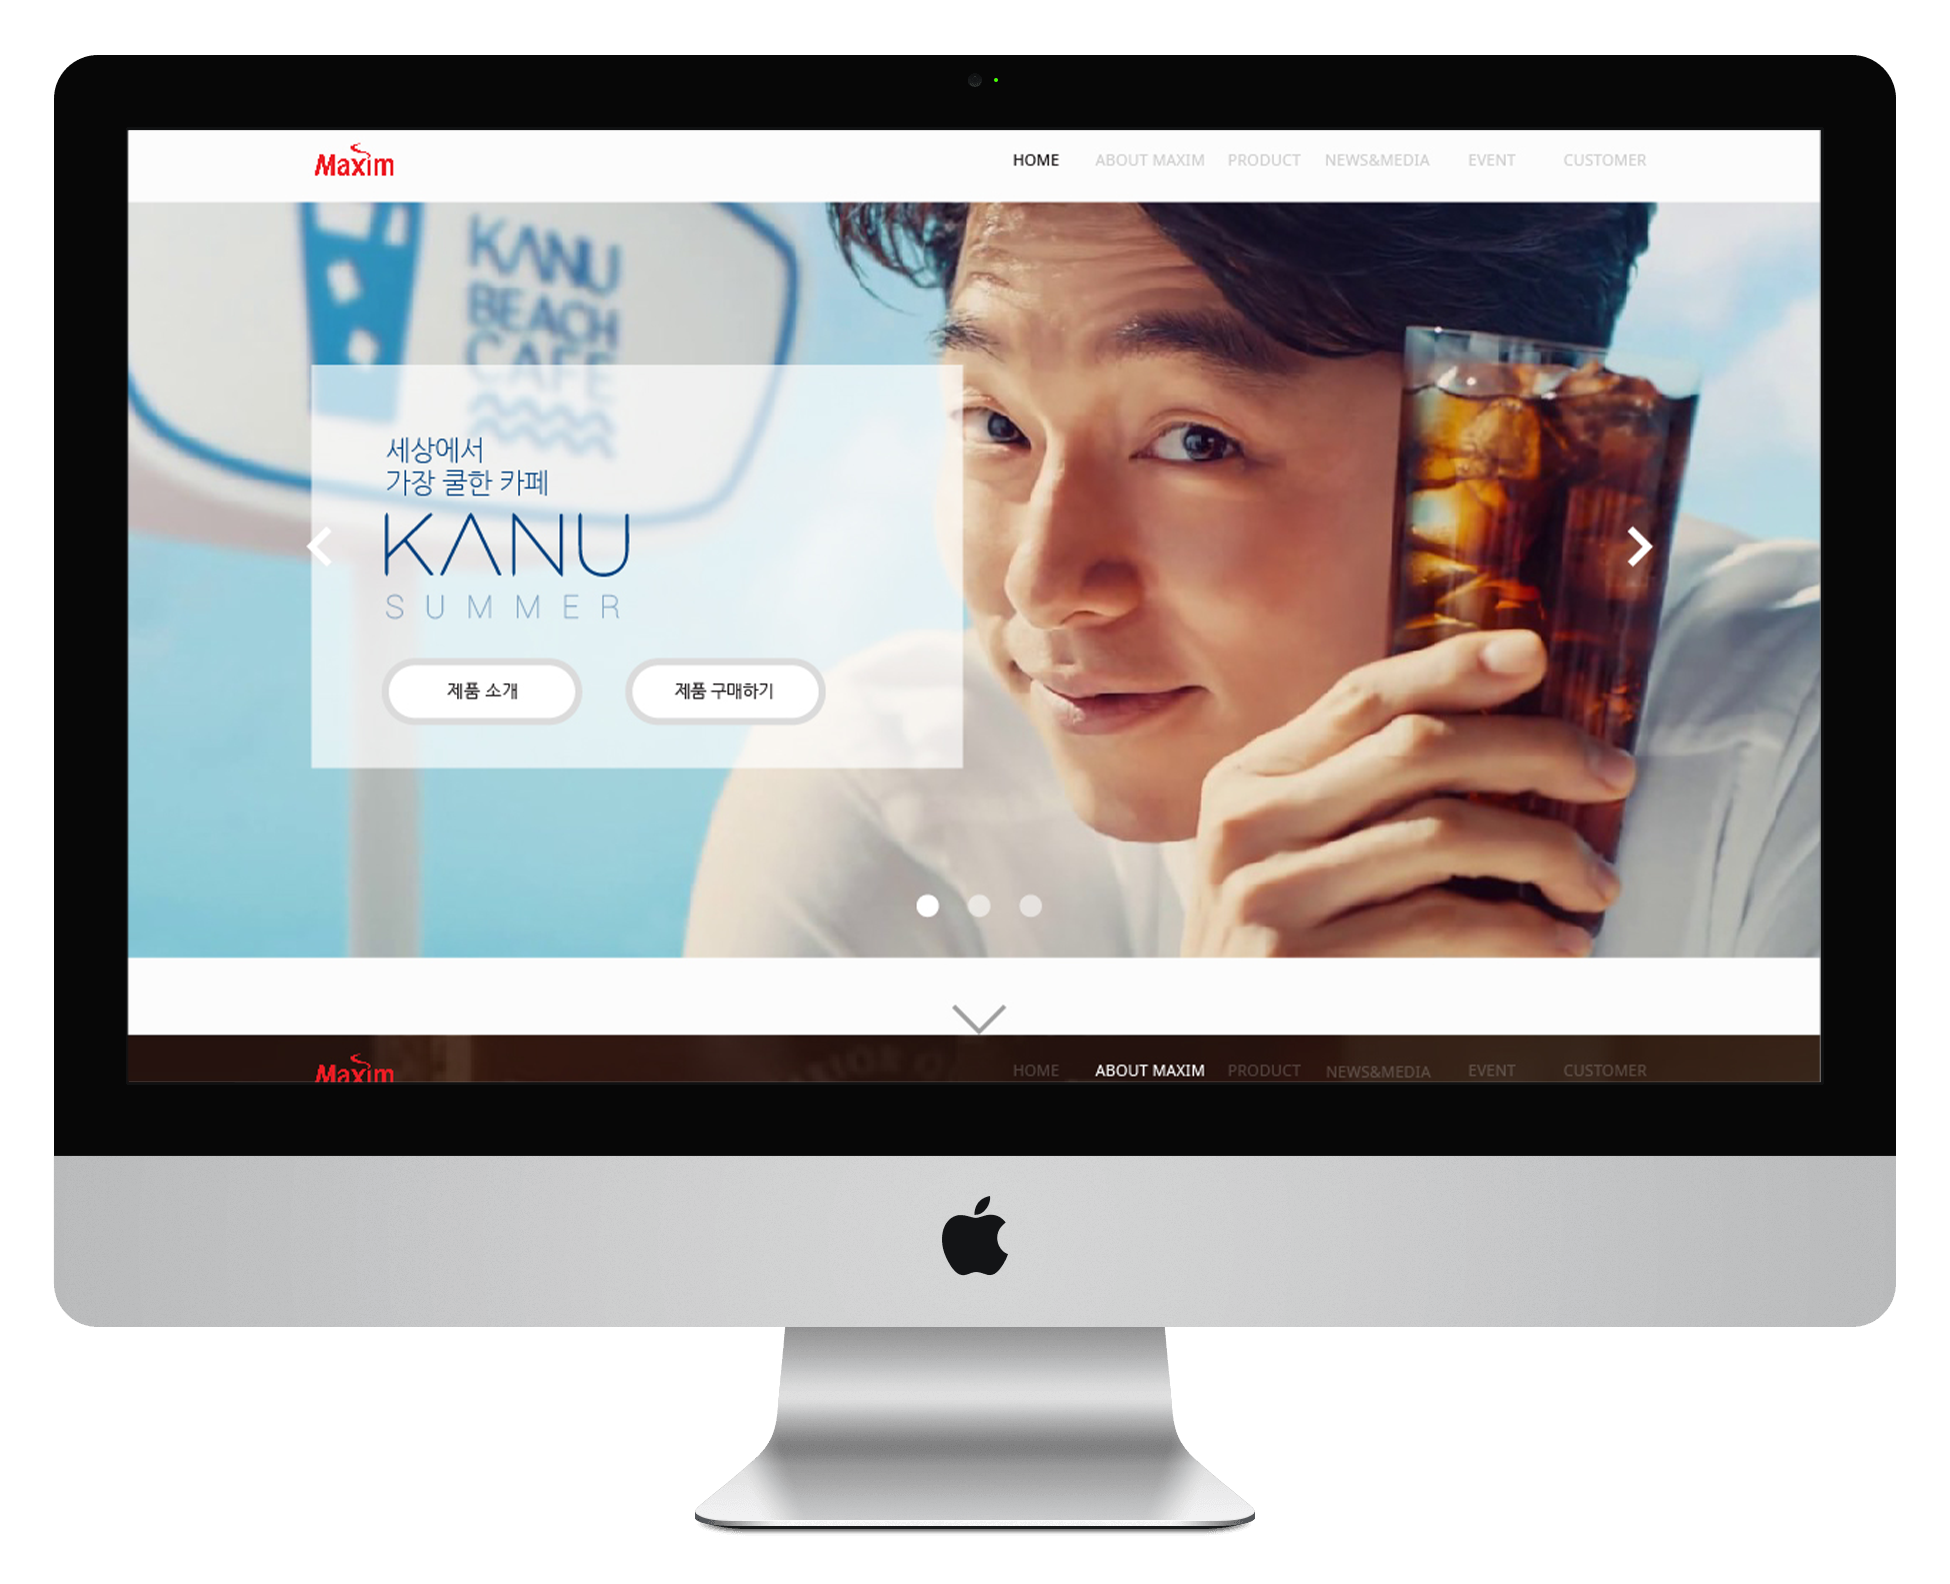 Maxim
HOME ABOUT MAXIM PRODUCT NEWS&MEDIA EVENT CUSTOMER
KANU
BEACH
CAFE
세상에서
가장 쿨한 카페
KANU
SUMMER
제품 소개 제품 구매하기
Maxim
HOME ABOUT MAXIM PRODUCT NEWS&MEDIA EVENT CUSTOMER